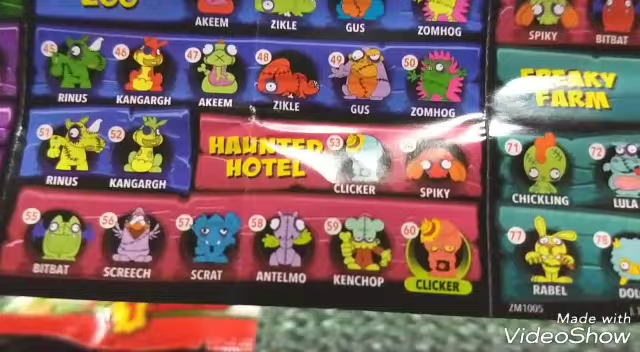 ZOO
AKEEM ZIKLE GUS ZOMHOG
SPIKY BITBAT
45 46 47 48 49 50
RINUS KANGARGH AKEEM ZIKLE GUS ZOMHOG
FREAKY
FARM
51 52
RINUS KANGARGH
HAUNTED
HOTEL
53
CLICKER SPIKY
71 72
CHICKLING LULA
55 56 57 58 59 60
BITBAT SCREECH SCRAT ANTELMO KENCHOP CLICKER
77 78
RABEL
ZM1005
Made with
VideoShow